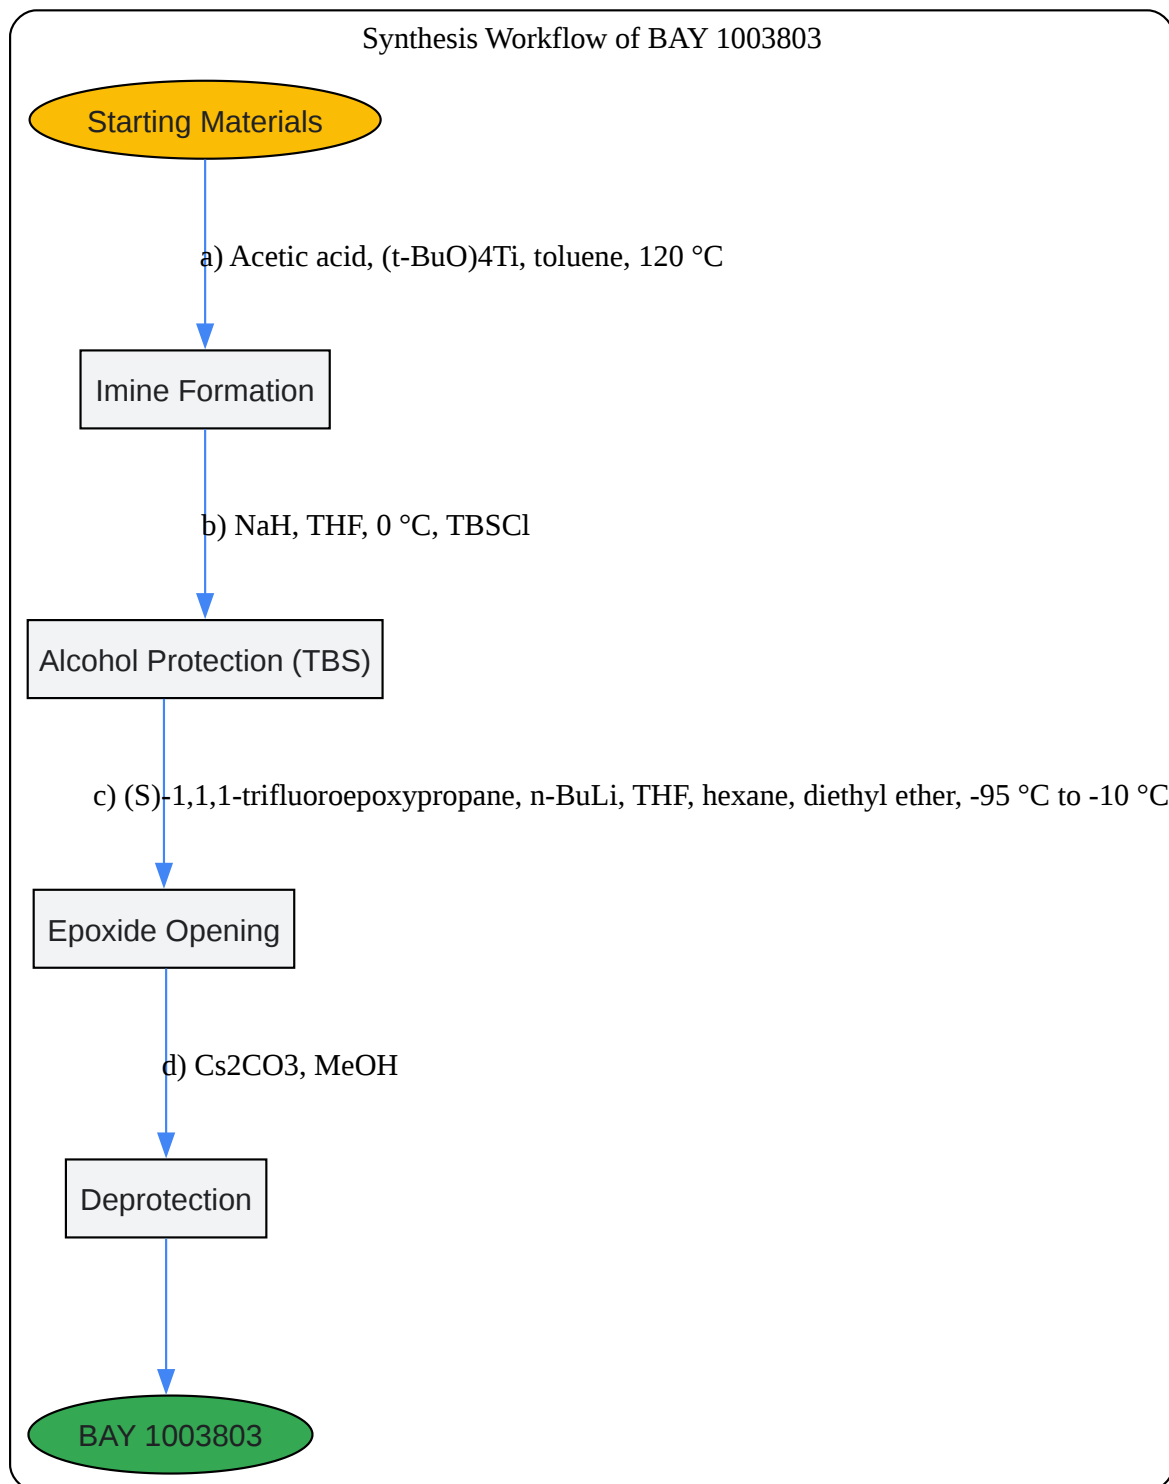 Synthesis Workflow of BAY 1003803
Starting Materials
a) Acetic acid, (t-BuO)4Ti, toluene, 120 °C
Imine Formation
b) NaH, THF, 0 °C, TBSCl
Alcohol Protection (TBS)
c) (S)-1,1,1-trifluoroepoxypropane, n-BuLi, THF, hexane, diethyl ether, -95 °C to -10 °C
Epoxide Opening
d) Cs2CO3, MeOH
Deprotection
BAY 1003803